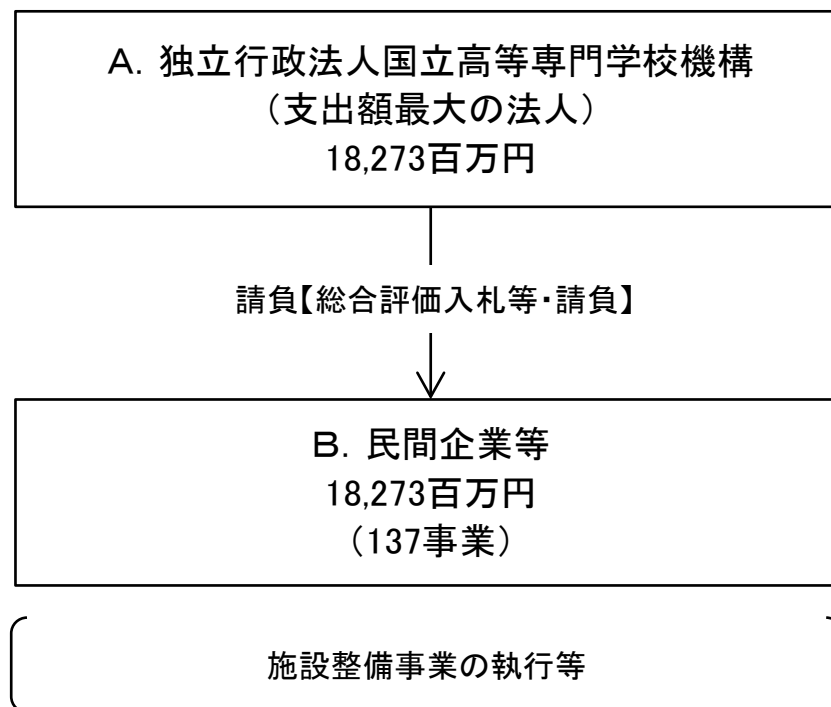 A．独立行政法人国立高等専門学校機構
（支出額最大の法人）
18,273百万円
請負【総合評価入札等・請負】
B．民間企業等
18,273百万円
（137事業）
施設整備事業の執行等